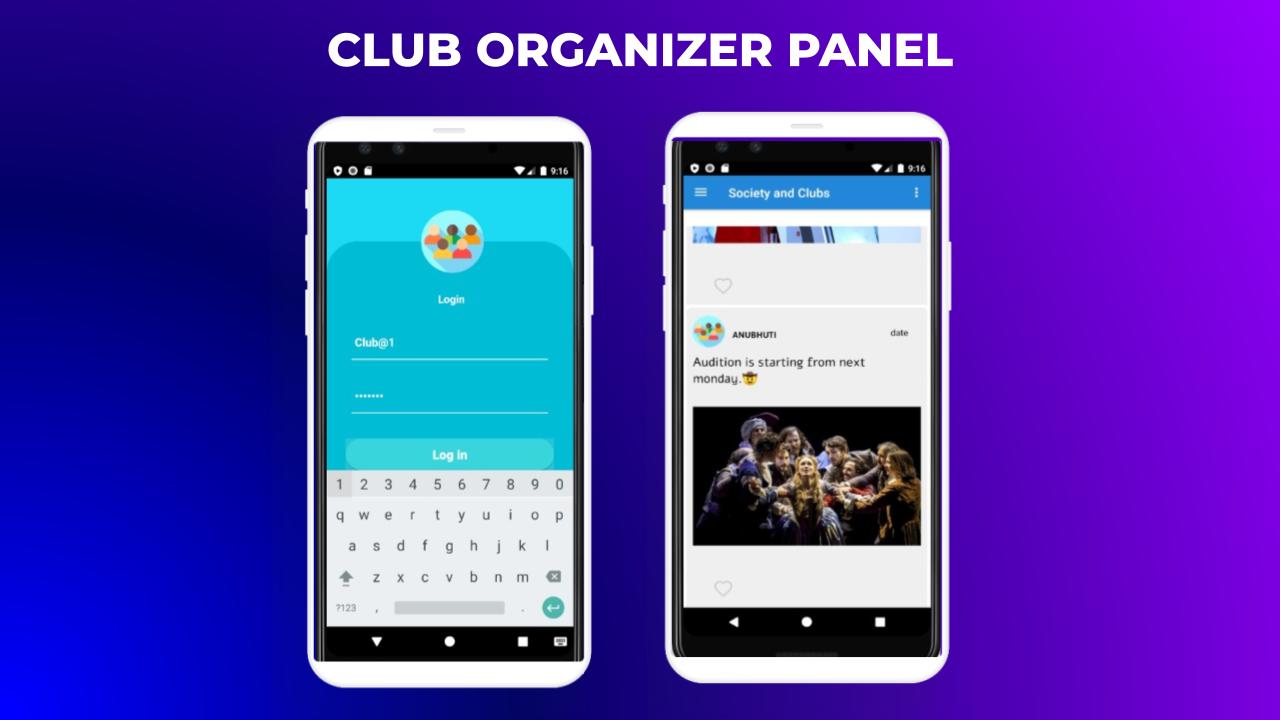 CLUB ORGANIZER PANEL
9:16
Login
Club@1
•••••••
Log in
1 2 3 4 5 6 7 8 9 0
q w e r t y u i o p
a s d f g h j k l
z x c v b n m
?123 , .
9:16
Society and Clubs
ANUBHUTI
date
Audition is starting from next
monday.🤠